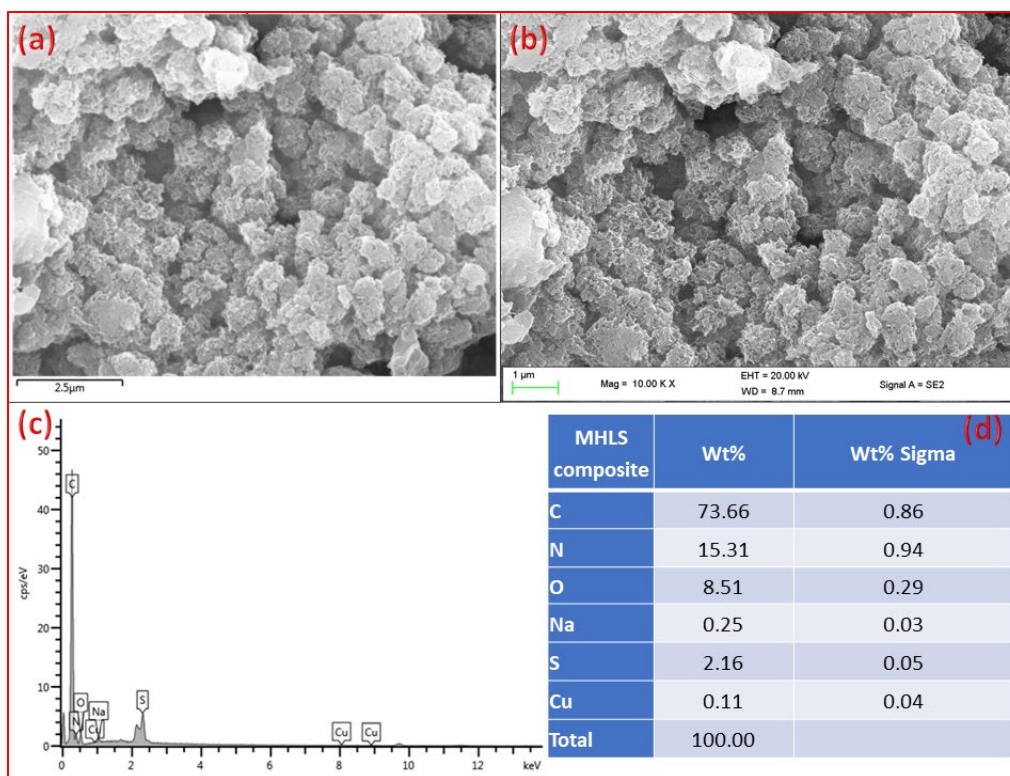 (a)
(b)
2.5µm
1 µm
Mag = 10.00 K X
EHT = 20.00 kV
WD = 8.7 mm
Signal A = SE2
(c)
50
40
30
20
10
0
cps/eV
C
N
O
Cu
Na
S
Cu
Cu
0 2 4 6 8 10 12 keV
(d)
MHLS composite Wt% Wt% Sigma
C 73.66 0.86
N 15.31 0.94
O 8.51 0.29
Na 0.25 0.03
S 2.16 0.05
Cu 0.11 0.04
Total 100.00